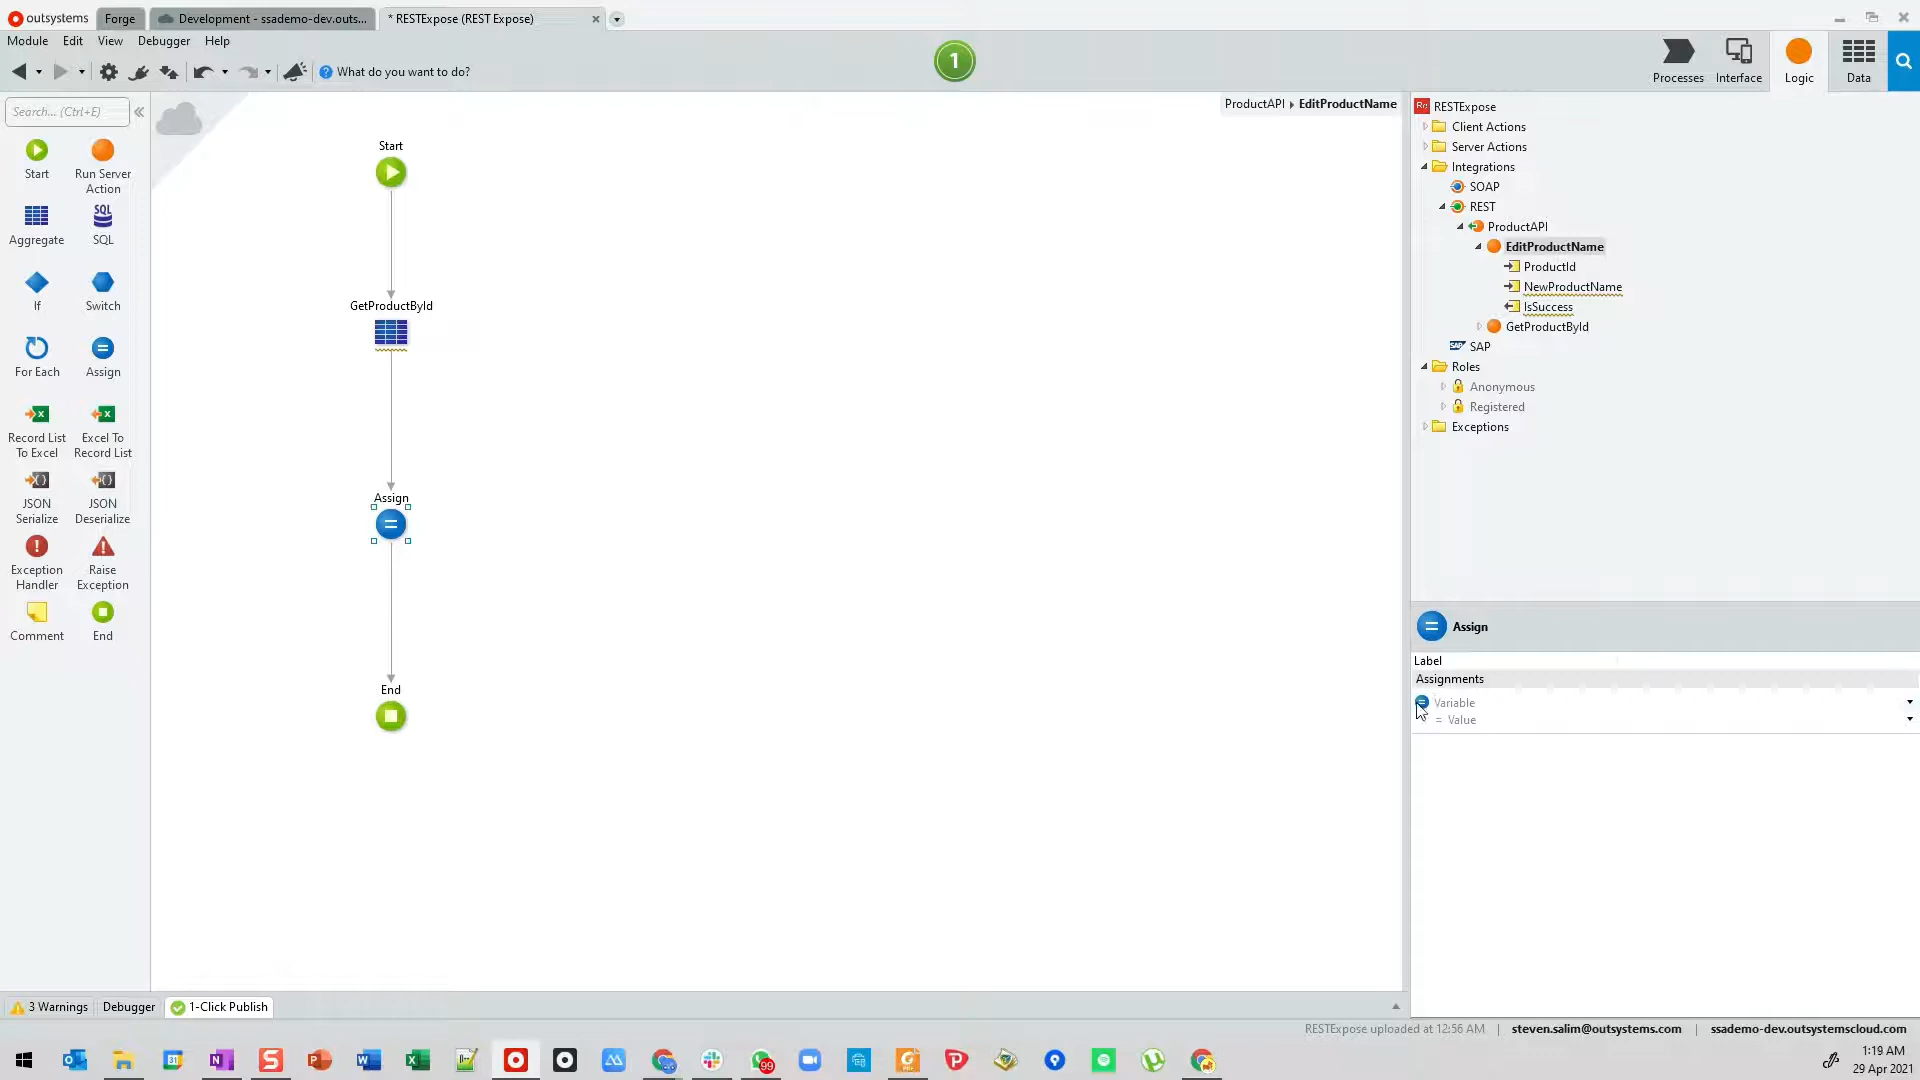 outsystems
Forge
Development - ssademo-dev.outs...
* RESTExpose (REST Expose)
Module Edit View Debugger Help
What do you want to do?
1
Processes Interface Logic Data
Search... (Ctrl+E)
Start
Run Server
Action
Aggregate
SQL
SQL
If
Switch
For Each
Assign
Record List
To Excel
Excel To
Record List
JSON
Serialize
JSON
Deserialize
Exception
Handler
Raise
Exception
Comment
End
ProductAPI EditProductName
Start
GetProductById
Assign
End
RESTExpose
Client Actions
Server Actions
Integrations
SOAP
REST
ProductAPI
EditProductName
ProductId
NewProductName
IsSuccess
GetProductById
SAP
Roles
Anonymous
Registered
Exceptions
Assign
Label
Assignments
Variable
= Value
3 Warnings Debugger 1-Click Publish
RESTExpose uploaded at 12:56 AM | steven.salim@outsystems.com | ssademo-dev.outsystemscloud.com
99
1:19 AM
29 Apr 2021